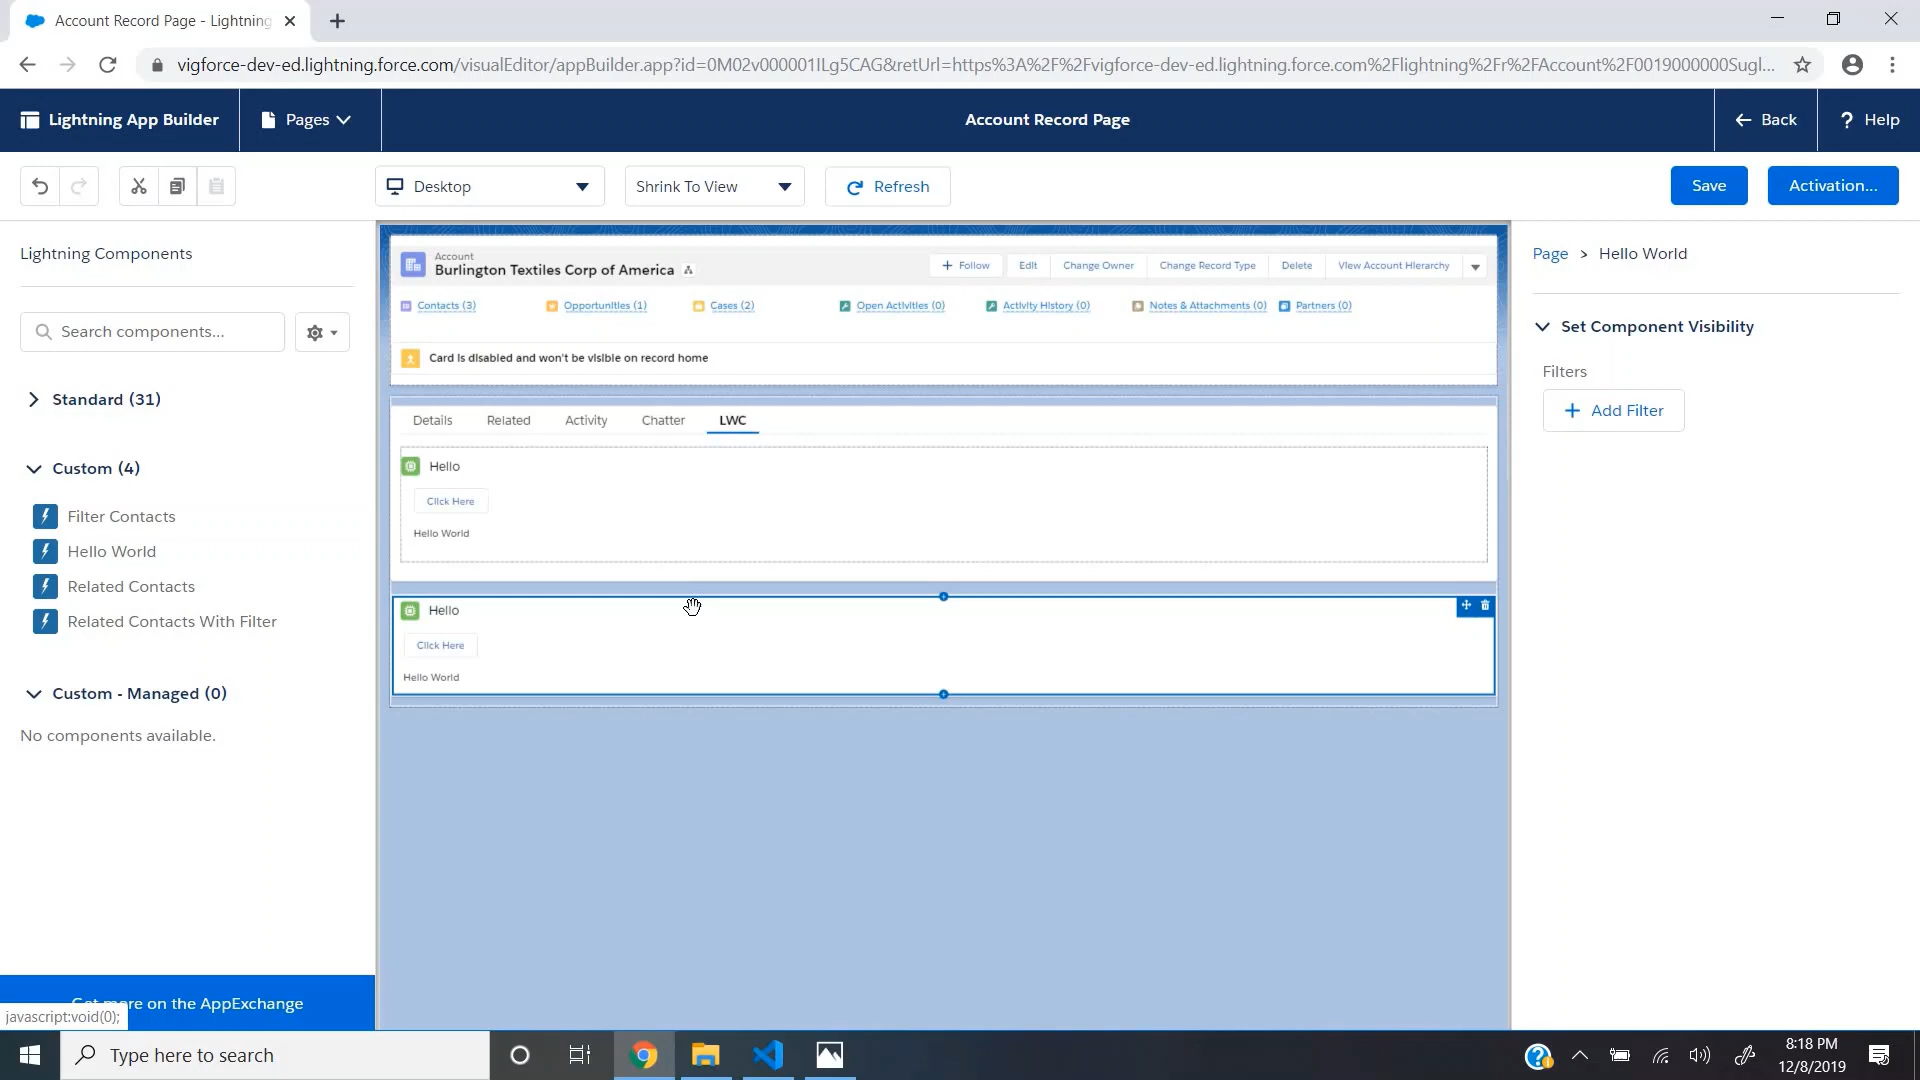 Account Record Page - Lightning
vigforce-dev-ed.lightning.force.com/visualEditor/appBuilder.app?id=0M02v000001ILg5CAG&retUrl=https%3A%2F%2Fvigforce-dev-ed.lightning.force.com%2Flightning%2Fr%2FAccount%2F0019000000Sugl...
Lightning App Builder
Pages
Account Record Page
Back
? Help
Desktop
Shrink To View
Refresh
Save
Activation...
Lightning Components
Search components...
Standard (31)
Custom (4)
Filter Contacts
Hello World
Related Contacts
Related Contacts With Filter
Custom - Managed (0)
No components available.
Get more on the AppExchange
javascript:void(0);
Account
Burlington Textiles Corp of America
+ Follow
Edit
Change Owner
Change Record Type
Delete
View Account Hierarchy
Contacts (3)
Opportunities (1)
Cases (2)
Open Activities (0)
Activity History (0)
Notes & Attachments (0)
Partners (0)
Card is disabled and won't be visible on record home
Details
Related
Activity
Chatter
LWC
Hello
Click Here
Hello World
Hello
Click Here
Hello World
Page > Hello World
Set Component Visibility
Filters
+ Add Filter
Type here to search
8:18 PM
12/8/2019